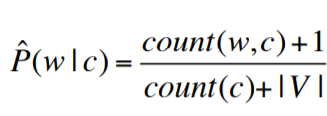 P̂(w | c) = count(w,c)+1 / count(c)+| V |